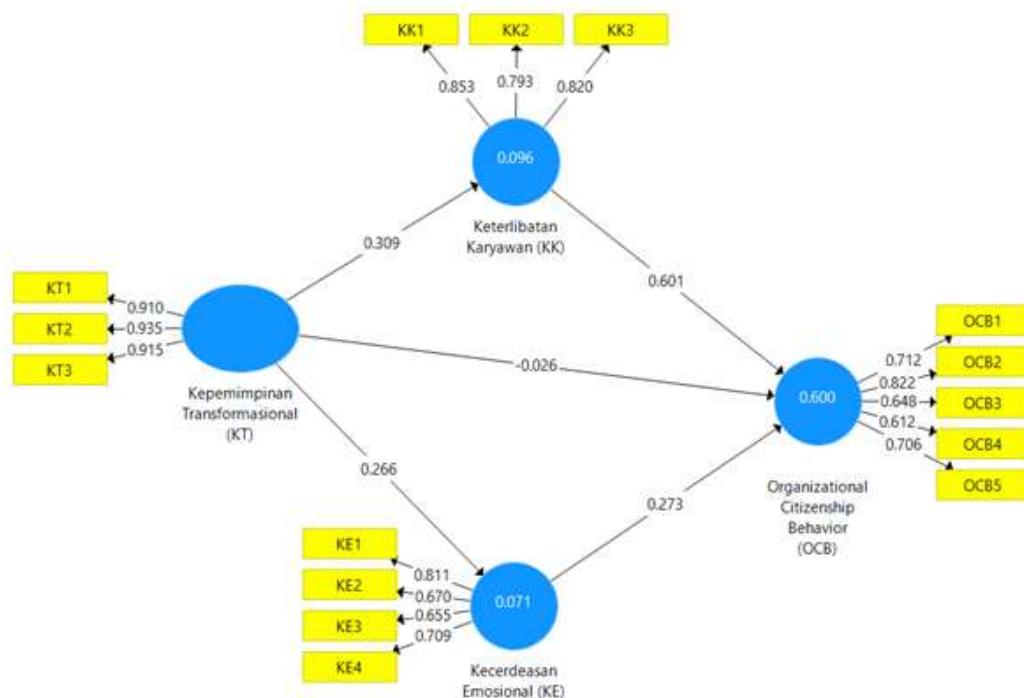 KK1
KK2
KK3
0.853
0.793
0.820
0.096
Keterlibatan
Karyawan (KK)
0.309
0.601
KT1
KT2
KT3
0.910
0.935
0.915
Kepemimpinan
Transformasional
(KT)
-0.026
0.600
OCB1
OCB2
OCB3
OCB4
OCB5
0.712
0.822
0.648
0.612
0.706
Organizational
Citizenship
Behavior
(OCB)
0.266
0.273
KE1
KE2
KE3
KE4
0.811
0.670
0.655
0.709
0.071
Kecerdeasan
Emosional (KE)